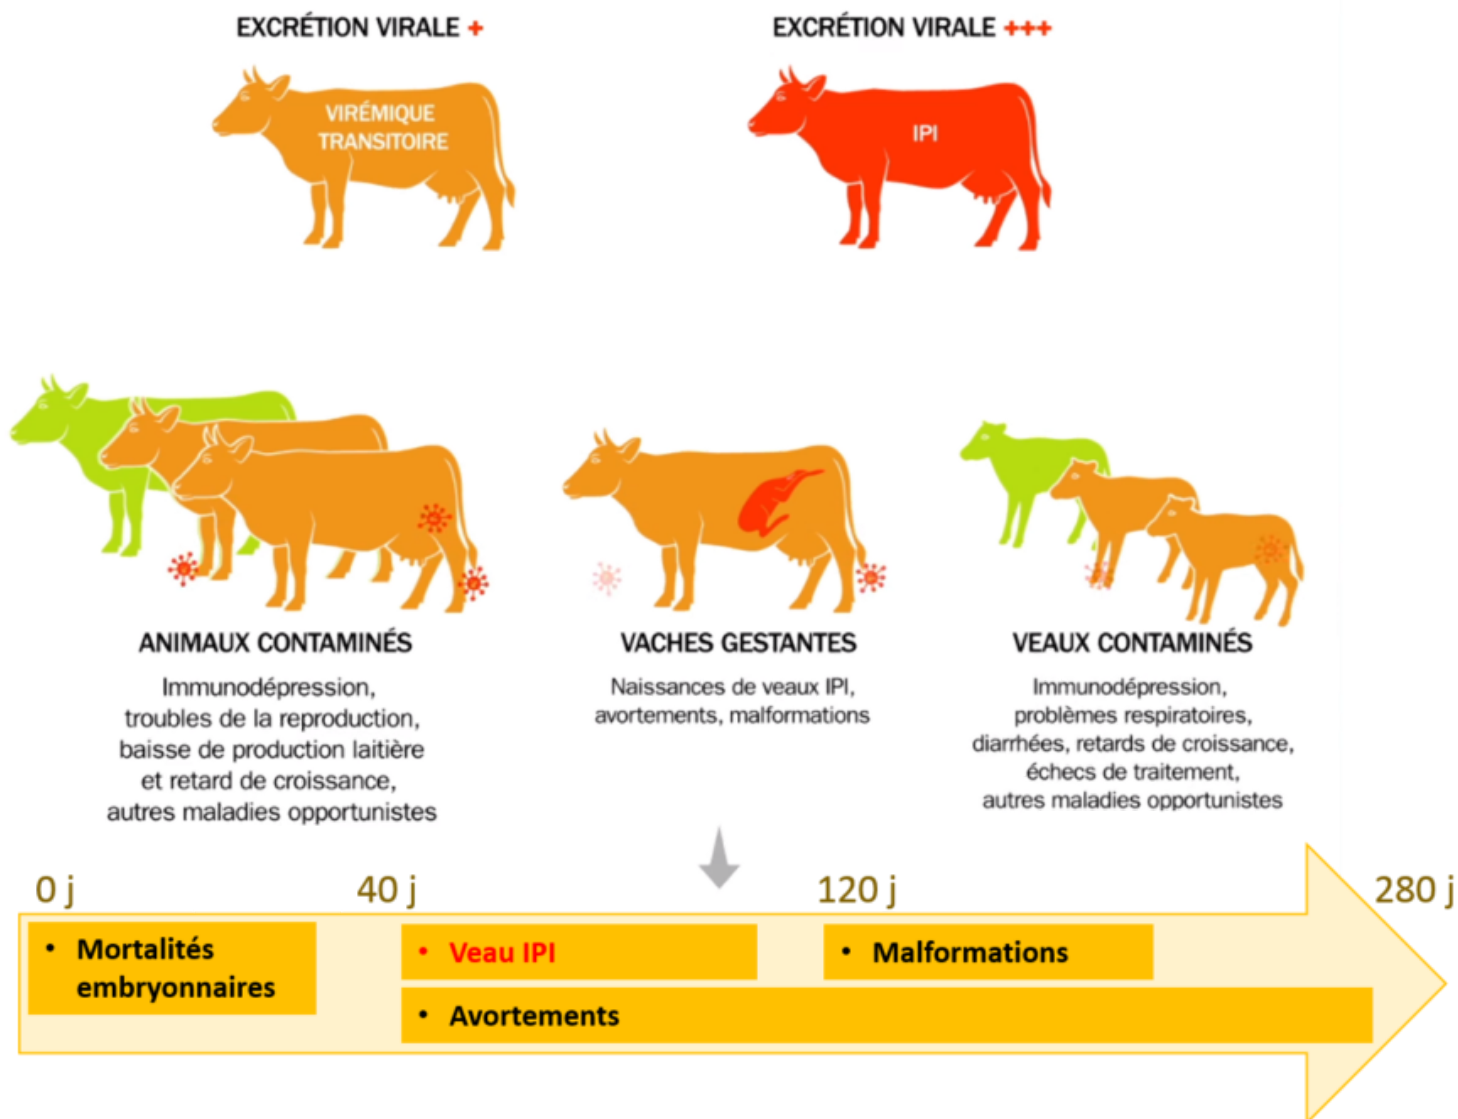 EXCRÉTION VIRALE +
EXCRÉTION VIRALE +++
VIRÉMIQUE
TRANSITOIRE
IPI
ANIMAUX CONTAMINÉS
Immunodépression,
troubles de la reproduction,
baisse de production laitière
et retard de croissance,
autres maladies opportunistes
VACHES GESTANTES
Naissances de veaux IPI,
avortements, malformations
VEAUX CONTAMINÉS
Immunodépression,
problèmes respiratoires,
diarrhées, retards de croissance,
échecs de traitement,
autres maladies opportunistes
0 j
40 j
120 j
280 j
• Mortalités
embryonnaires
• Veau IPI
• Malformations
• Avortements